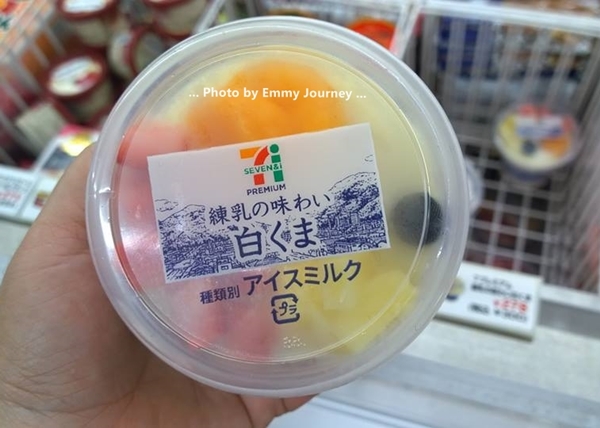 ... Photo by Emmy Journey ...
SEVEN&i
PREMIUM
練乳の味わい
白くま
種類別 アイスミルク
プラ